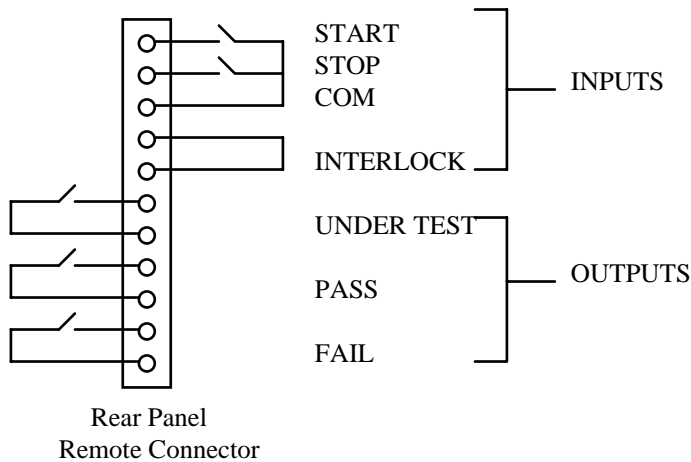 START
STOP
COM
INTERLOCK
INPUTS
UNDER TEST
PASS
FAIL
OUTPUTS
Rear Panel
Remote Connector